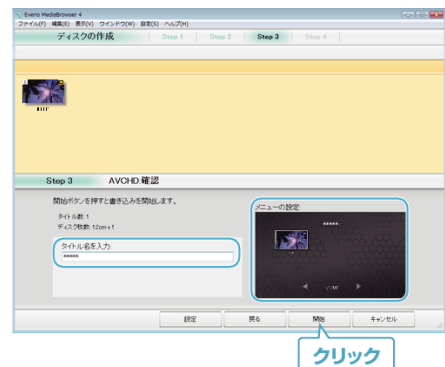 Everio MediaBrowser 4
ファイル(F) 編集(E) 表示(V) ウインドウ(W) 設定(S) ヘルプ(H)
ディスクの作成 Step 1 Step 2 Step 3 Step 4
Step 3 AVCHD:確認
開始ボタンを押すと書き込みを開始します。
タイトル数: 1
ディスク枚数: 12cm x 1
タイトル名を入力:
*****
メニューの設定:
*****
設定 戻る 開始 キャンセル
クリック